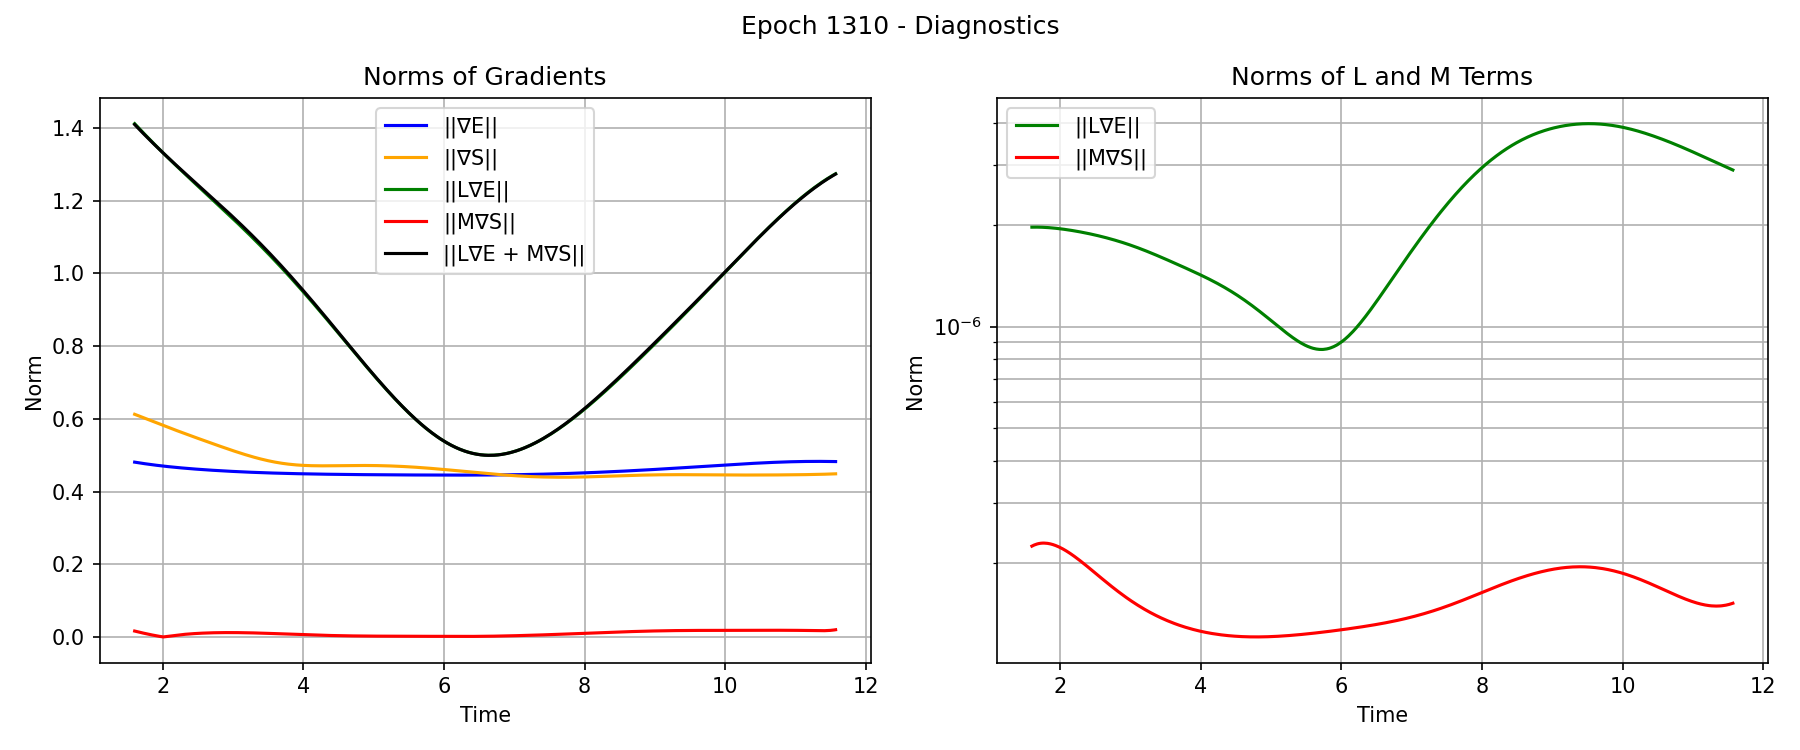 Epoch 1310 - Diagnostics
Norms of Gradients
||∇E||
||∇S||
||L∇E||
||M∇S||
||L∇E + M∇S||
1.4
1.2
1.0
0.8
0.6
0.4
0.2
0.0
Norm
2 4 6 8 10 12
Time
Norms of L and M Terms
||L∇E||
||M∇S||
10⁻⁶
Norm
2 4 6 8 10 12
Time